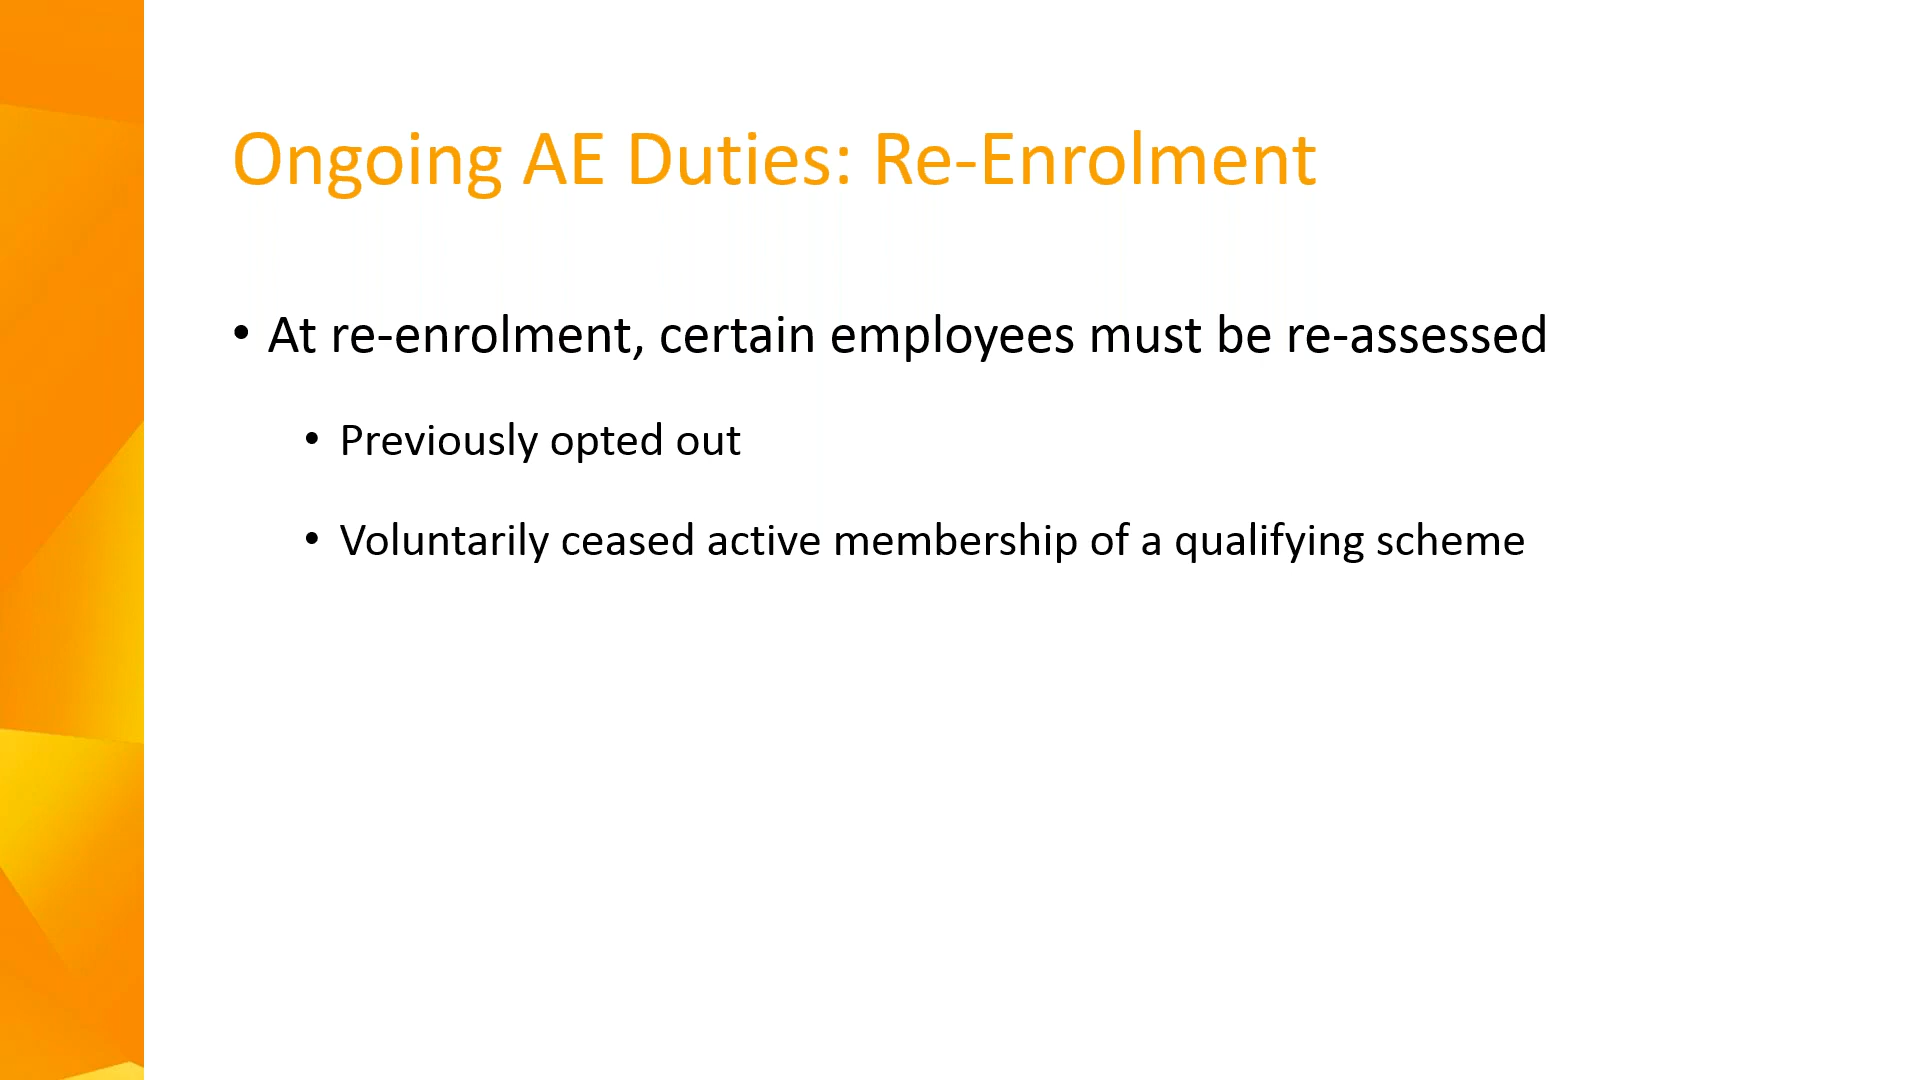 Ongoing AE Duties: Re-Enrolment
• At re-enrolment, certain employees must be re-assessed
• Previously opted out
• Voluntarily ceased active membership of a qualifying scheme